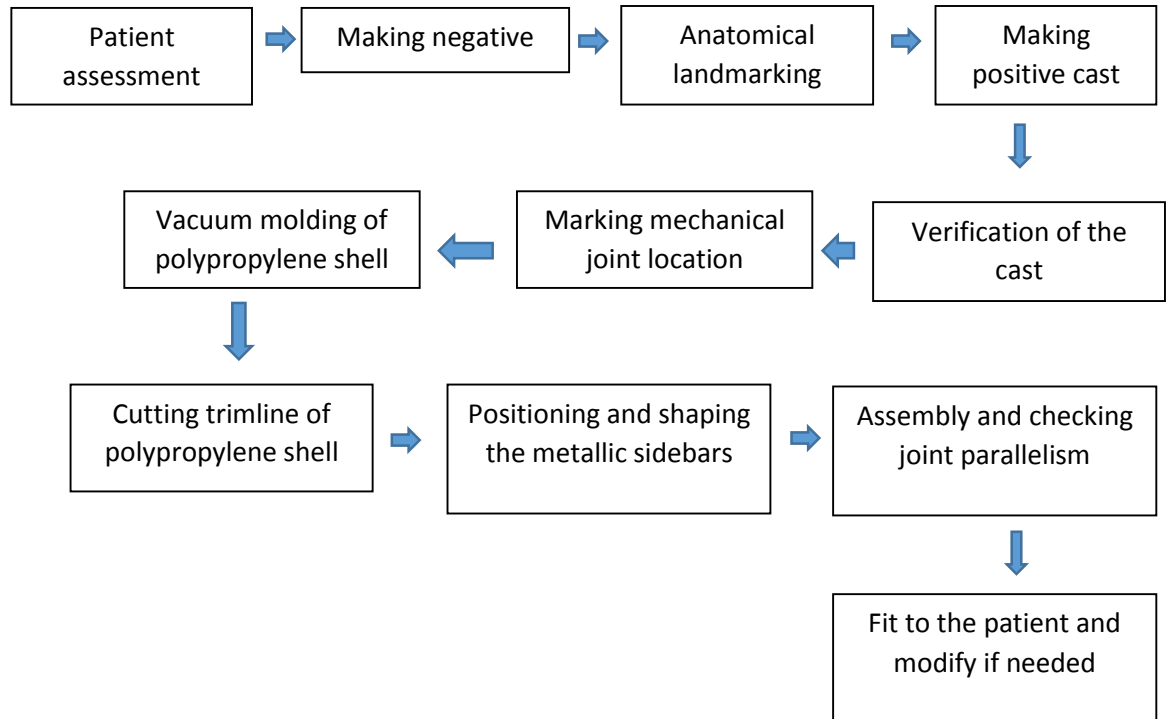 Patient
assessment
Making negative
Anatomical
landmarking
Making
positive cast
Verification of the
cast
Marking mechanical
joint location
Vacuum molding of
polypropylene shell
Cutting trimline of
polypropylene shell
Positioning and shaping
the metallic sidebars
Assembly and checking
joint parallelism
Fit to the patient and
modify if needed